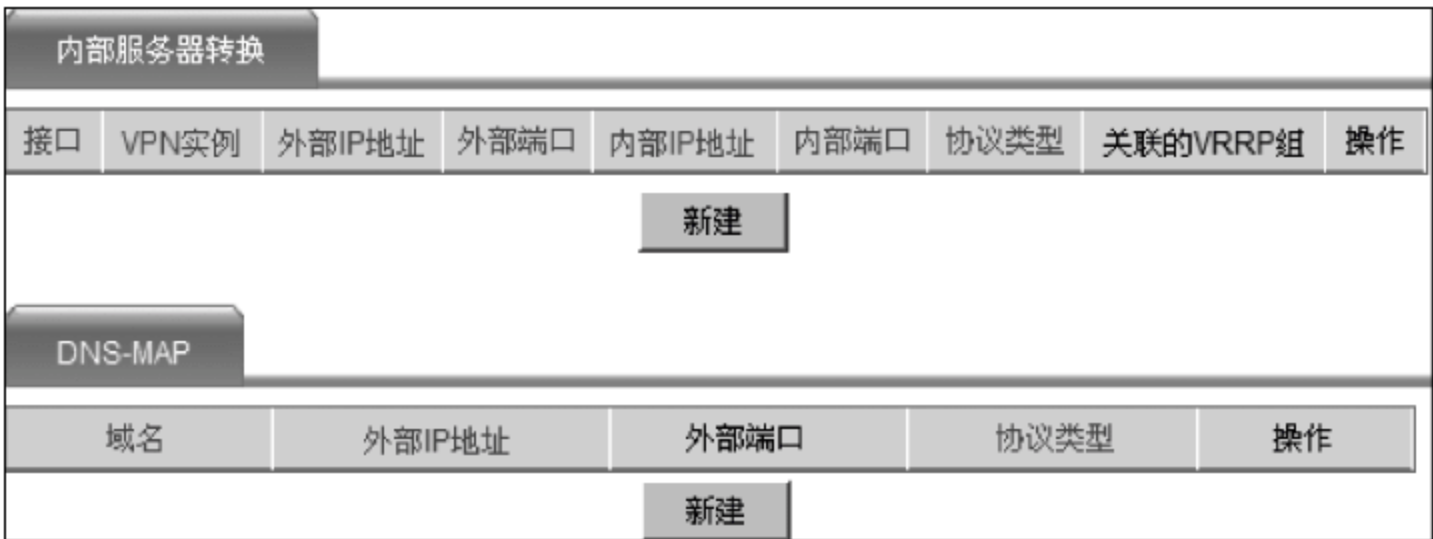 内部服务器转换
接口 VPN实例 外部IP地址 外部端口 内部IP地址 内部端口 协议类型 关联的VRRP组 操作
新建
DNS-MAP
域名 外部IP地址 外部端口 协议类型 操作
新建